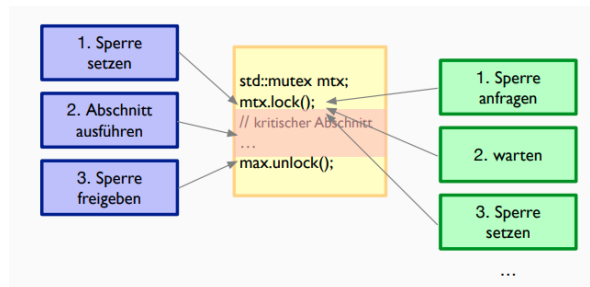 1. Sperre
setzen
2. Abschnitt
ausführen
3. Sperre
freigeben
std::mutex mtx;
mtx.lock();
// kritischer Abschnitt
...
max.unlock();
1. Sperre
anfragen
2. warten
3. Sperre
setzen
...